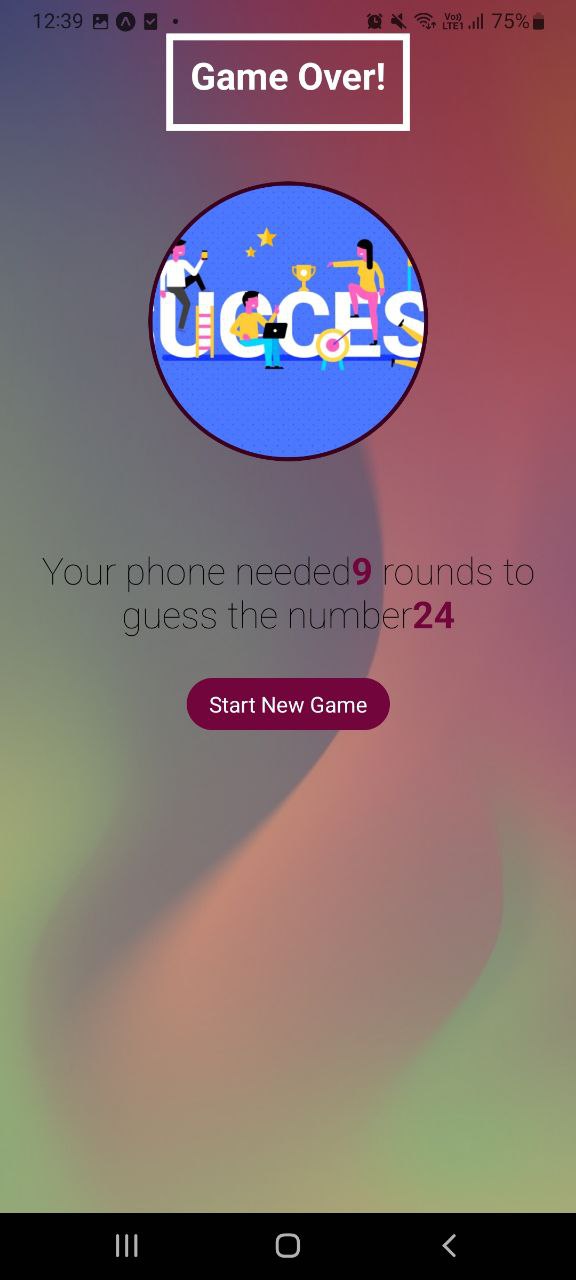 12:39 Vo)) LTE1 75%
Game Over!
UCCES
Your phone needed9 rounds to
guess the number24
Start New Game